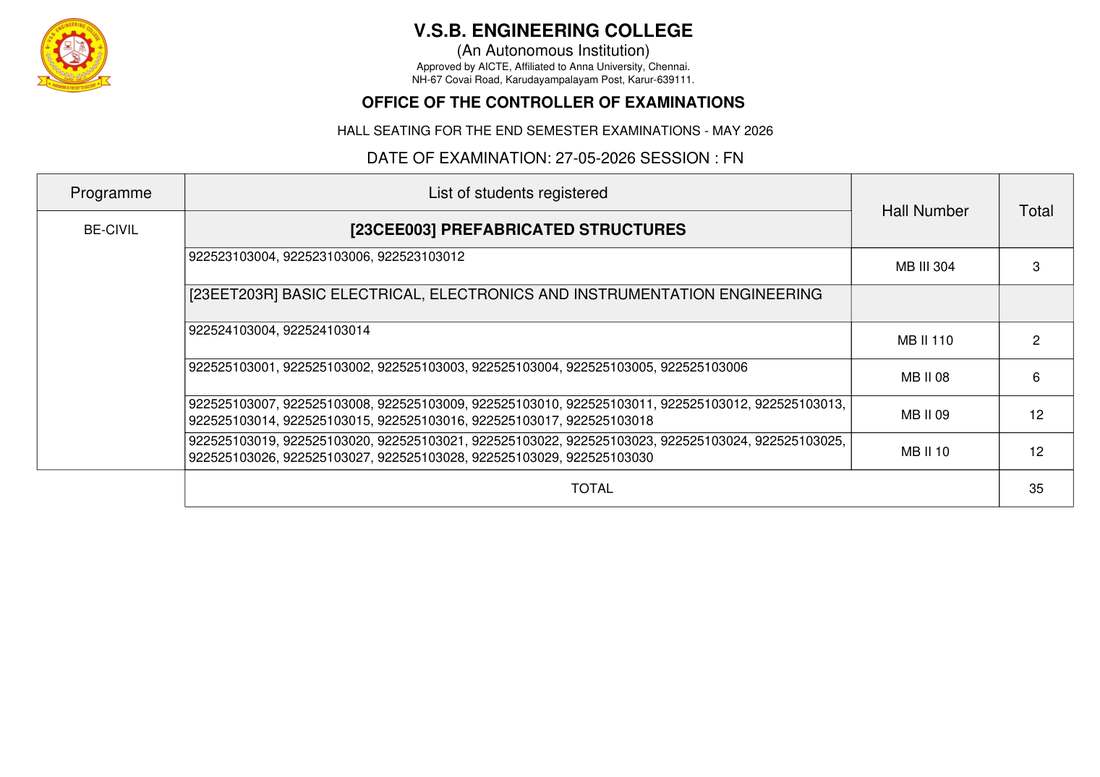 V.S.B. ENGINEERING COLLEGE
(An Autonomous Institution)
Approved by AICTE, Affiliated to Anna University, Chennai.
NH-67 Covai Road, Karudayampalayam Post, Karur-639111.
OFFICE OF THE CONTROLLER OF EXAMINATIONS
HALL SEATING FOR THE END SEMESTER EXAMINATIONS - MAY 2026
DATE OF EXAMINATION: 27-05-2026 SESSION : FN
Programme List of students registered Hall Number Total
BE-CIVIL [23CEE003] PREFABRICATED STRUCTURES
922523103004, 922523103006, 922523103012 MB III 304 3
[23EET203R] BASIC ELECTRICAL, ELECTRONICS AND INSTRUMENTATION ENGINEERING
922524103004, 922524103014 MB II 110 2
922525103001, 922525103002, 922525103003, 922525103004, 922525103005, 922525103006 MB II 08 6
922525103007, 922525103008, 922525103009, 922525103010, 922525103011, 922525103012, 922525103013,
922525103014, 922525103015, 922525103016, 922525103017, 922525103018 MB II 09 12
922525103019, 922525103020, 922525103021, 922525103022, 922525103023, 922525103024, 922525103025,
922525103026, 922525103027, 922525103028, 922525103029, 922525103030 MB II 10 12
TOTAL 35